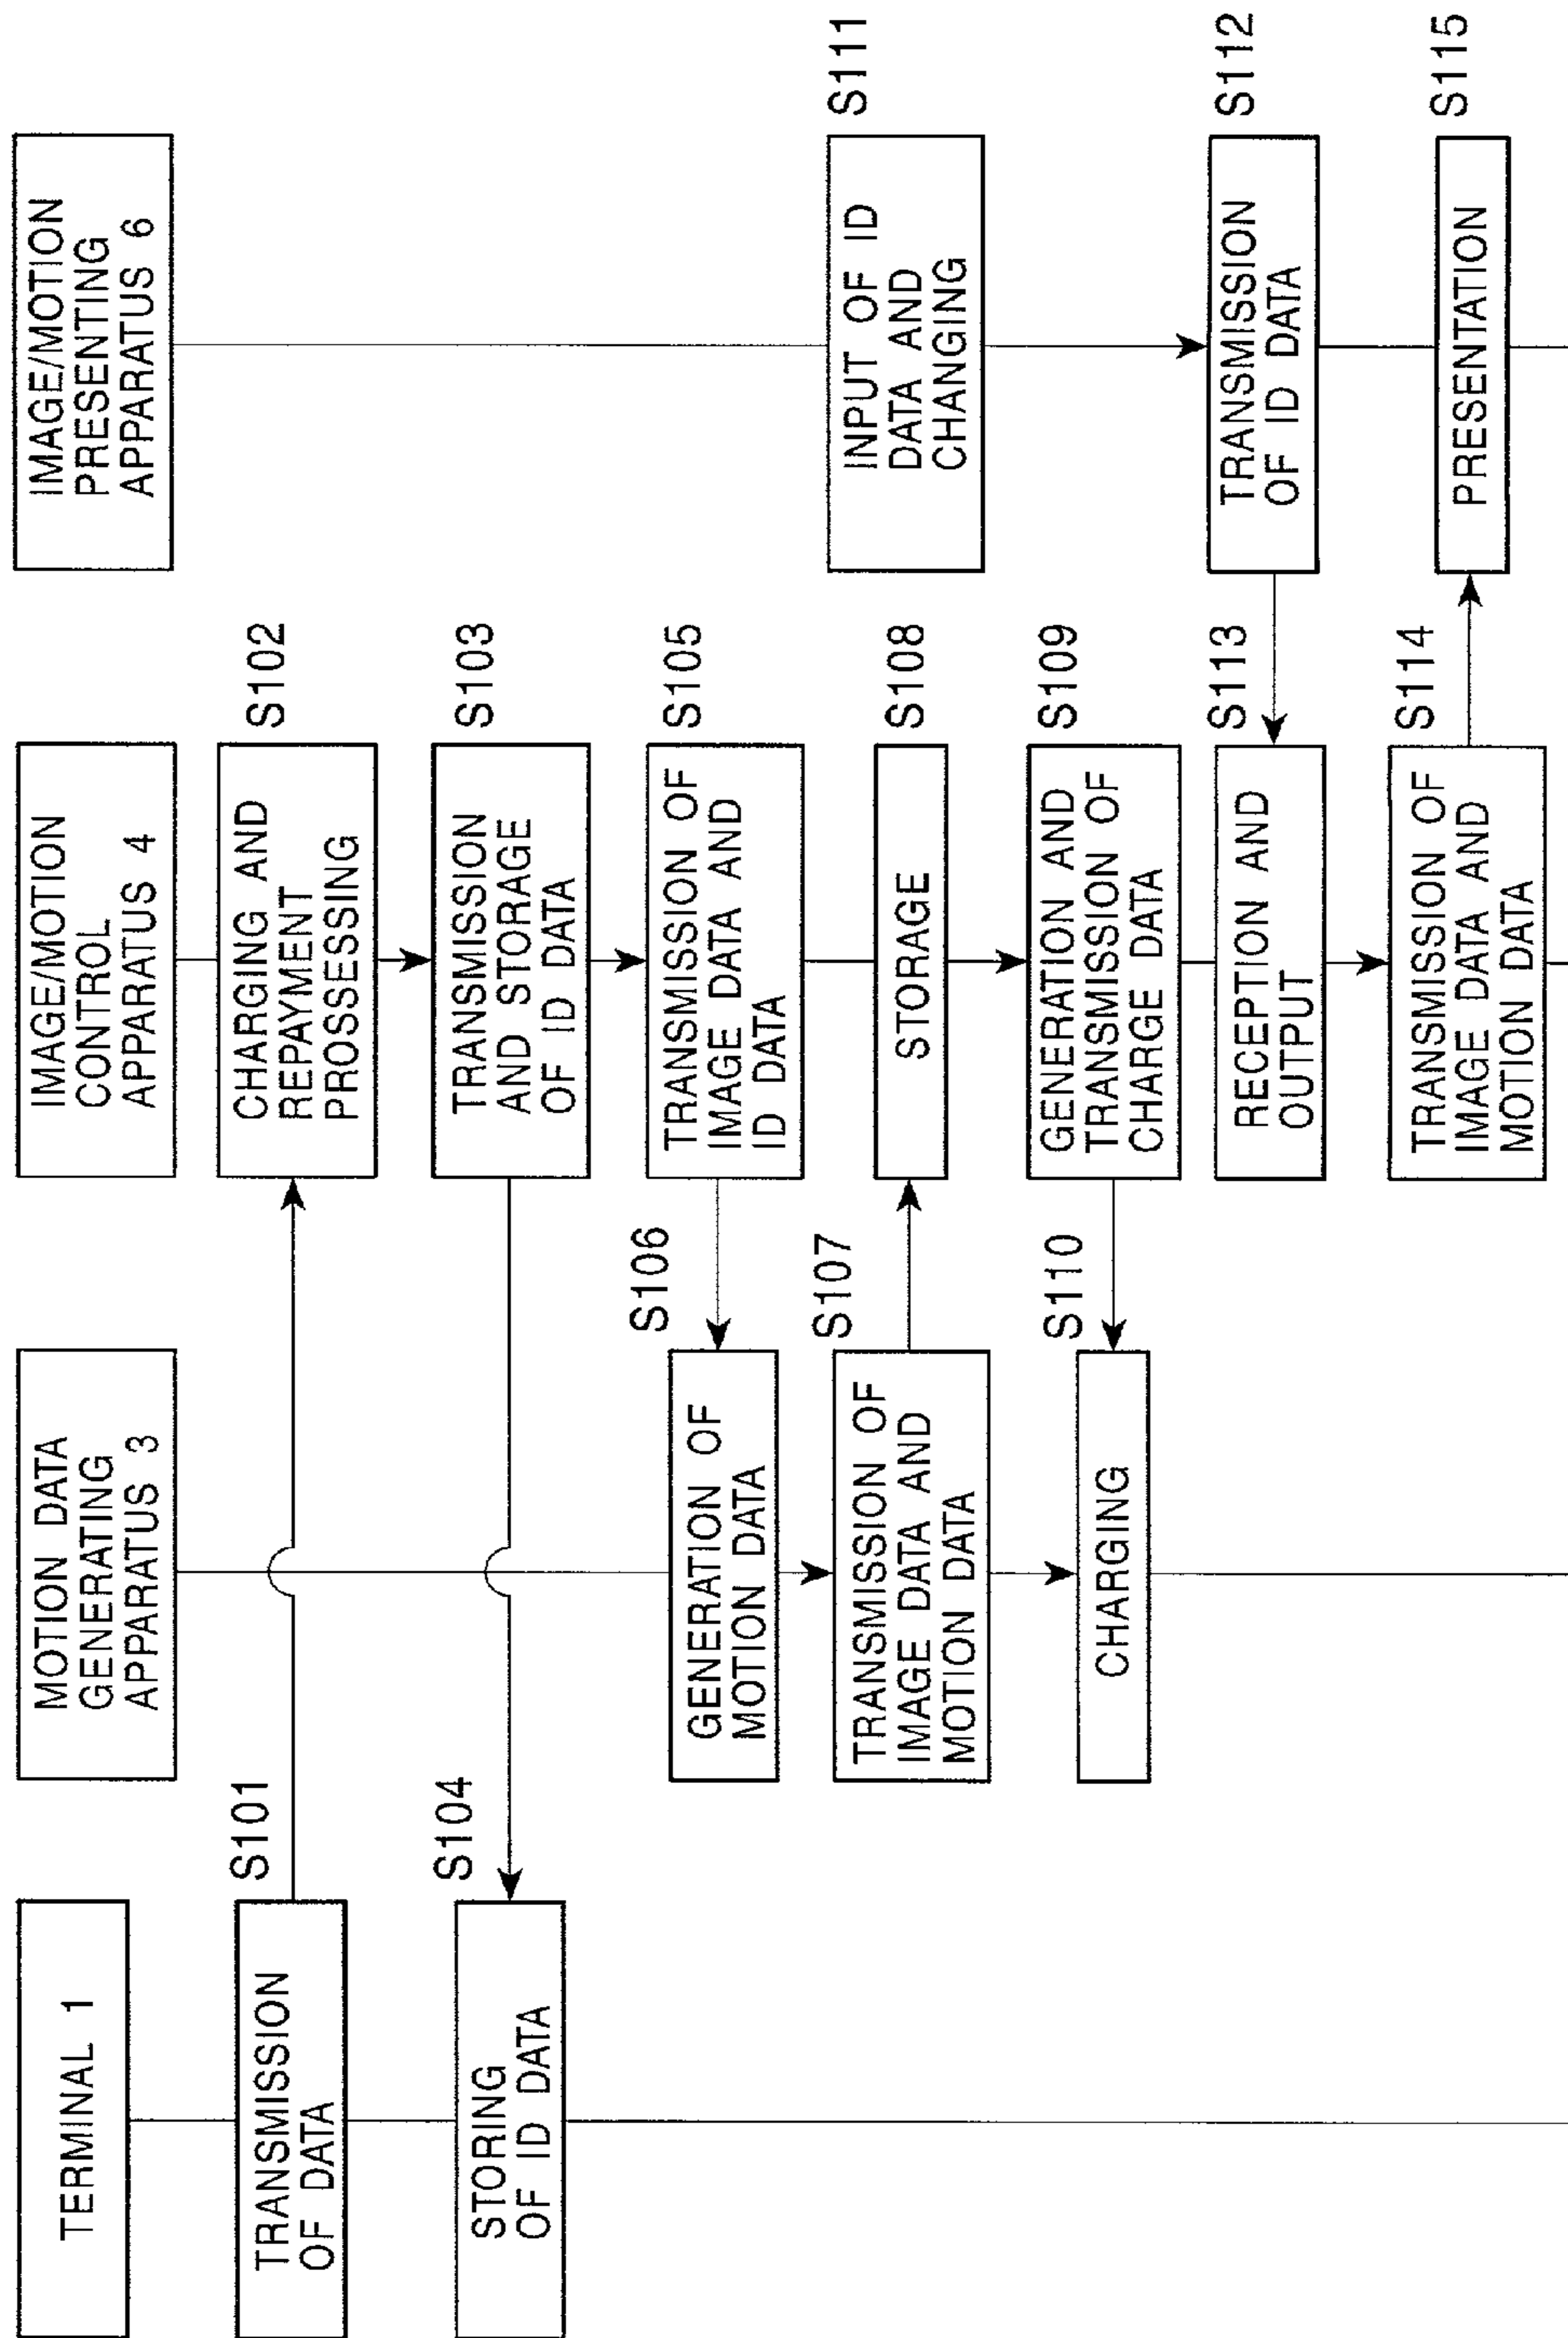 TERMINAL 1
MOTION DATA
GENERATING
APPARATUS 3
IMAGE/MOTION
CONTROL
APPARATUS 4
IMAGE/MOTION
PRESENTING
APPARATUS 6
TRANSMISSION
OF DATA
S101
CHARGING AND
REPAYMENT
PROSSESSING
S102
TRANSMISSION
AND STORAGE
OF ID DATA
S103
STORING
OF ID DATA
S104
TRANSMISSION OF
IMAGE DATA AND
ID DATA
S105
GENERATION OF
MOTION DATA
S106
TRANSMISSION OF
IMAGE DATA AND
MOTION DATA
S107
STORAGE
S108
GENERATION AND
TRANSMISSION OF
CHARGE DATA
S109
CHARGING
S110
INPUT OF ID
DATA AND
CHANGING
S111
TRANSMISSION
OF ID DATA
S112
RECEPTION AND
OUTPUT
S113
TRANSMISSION OF
IMAGE DATA AND
MOTION DATA
S114
PRESENTATION
S115